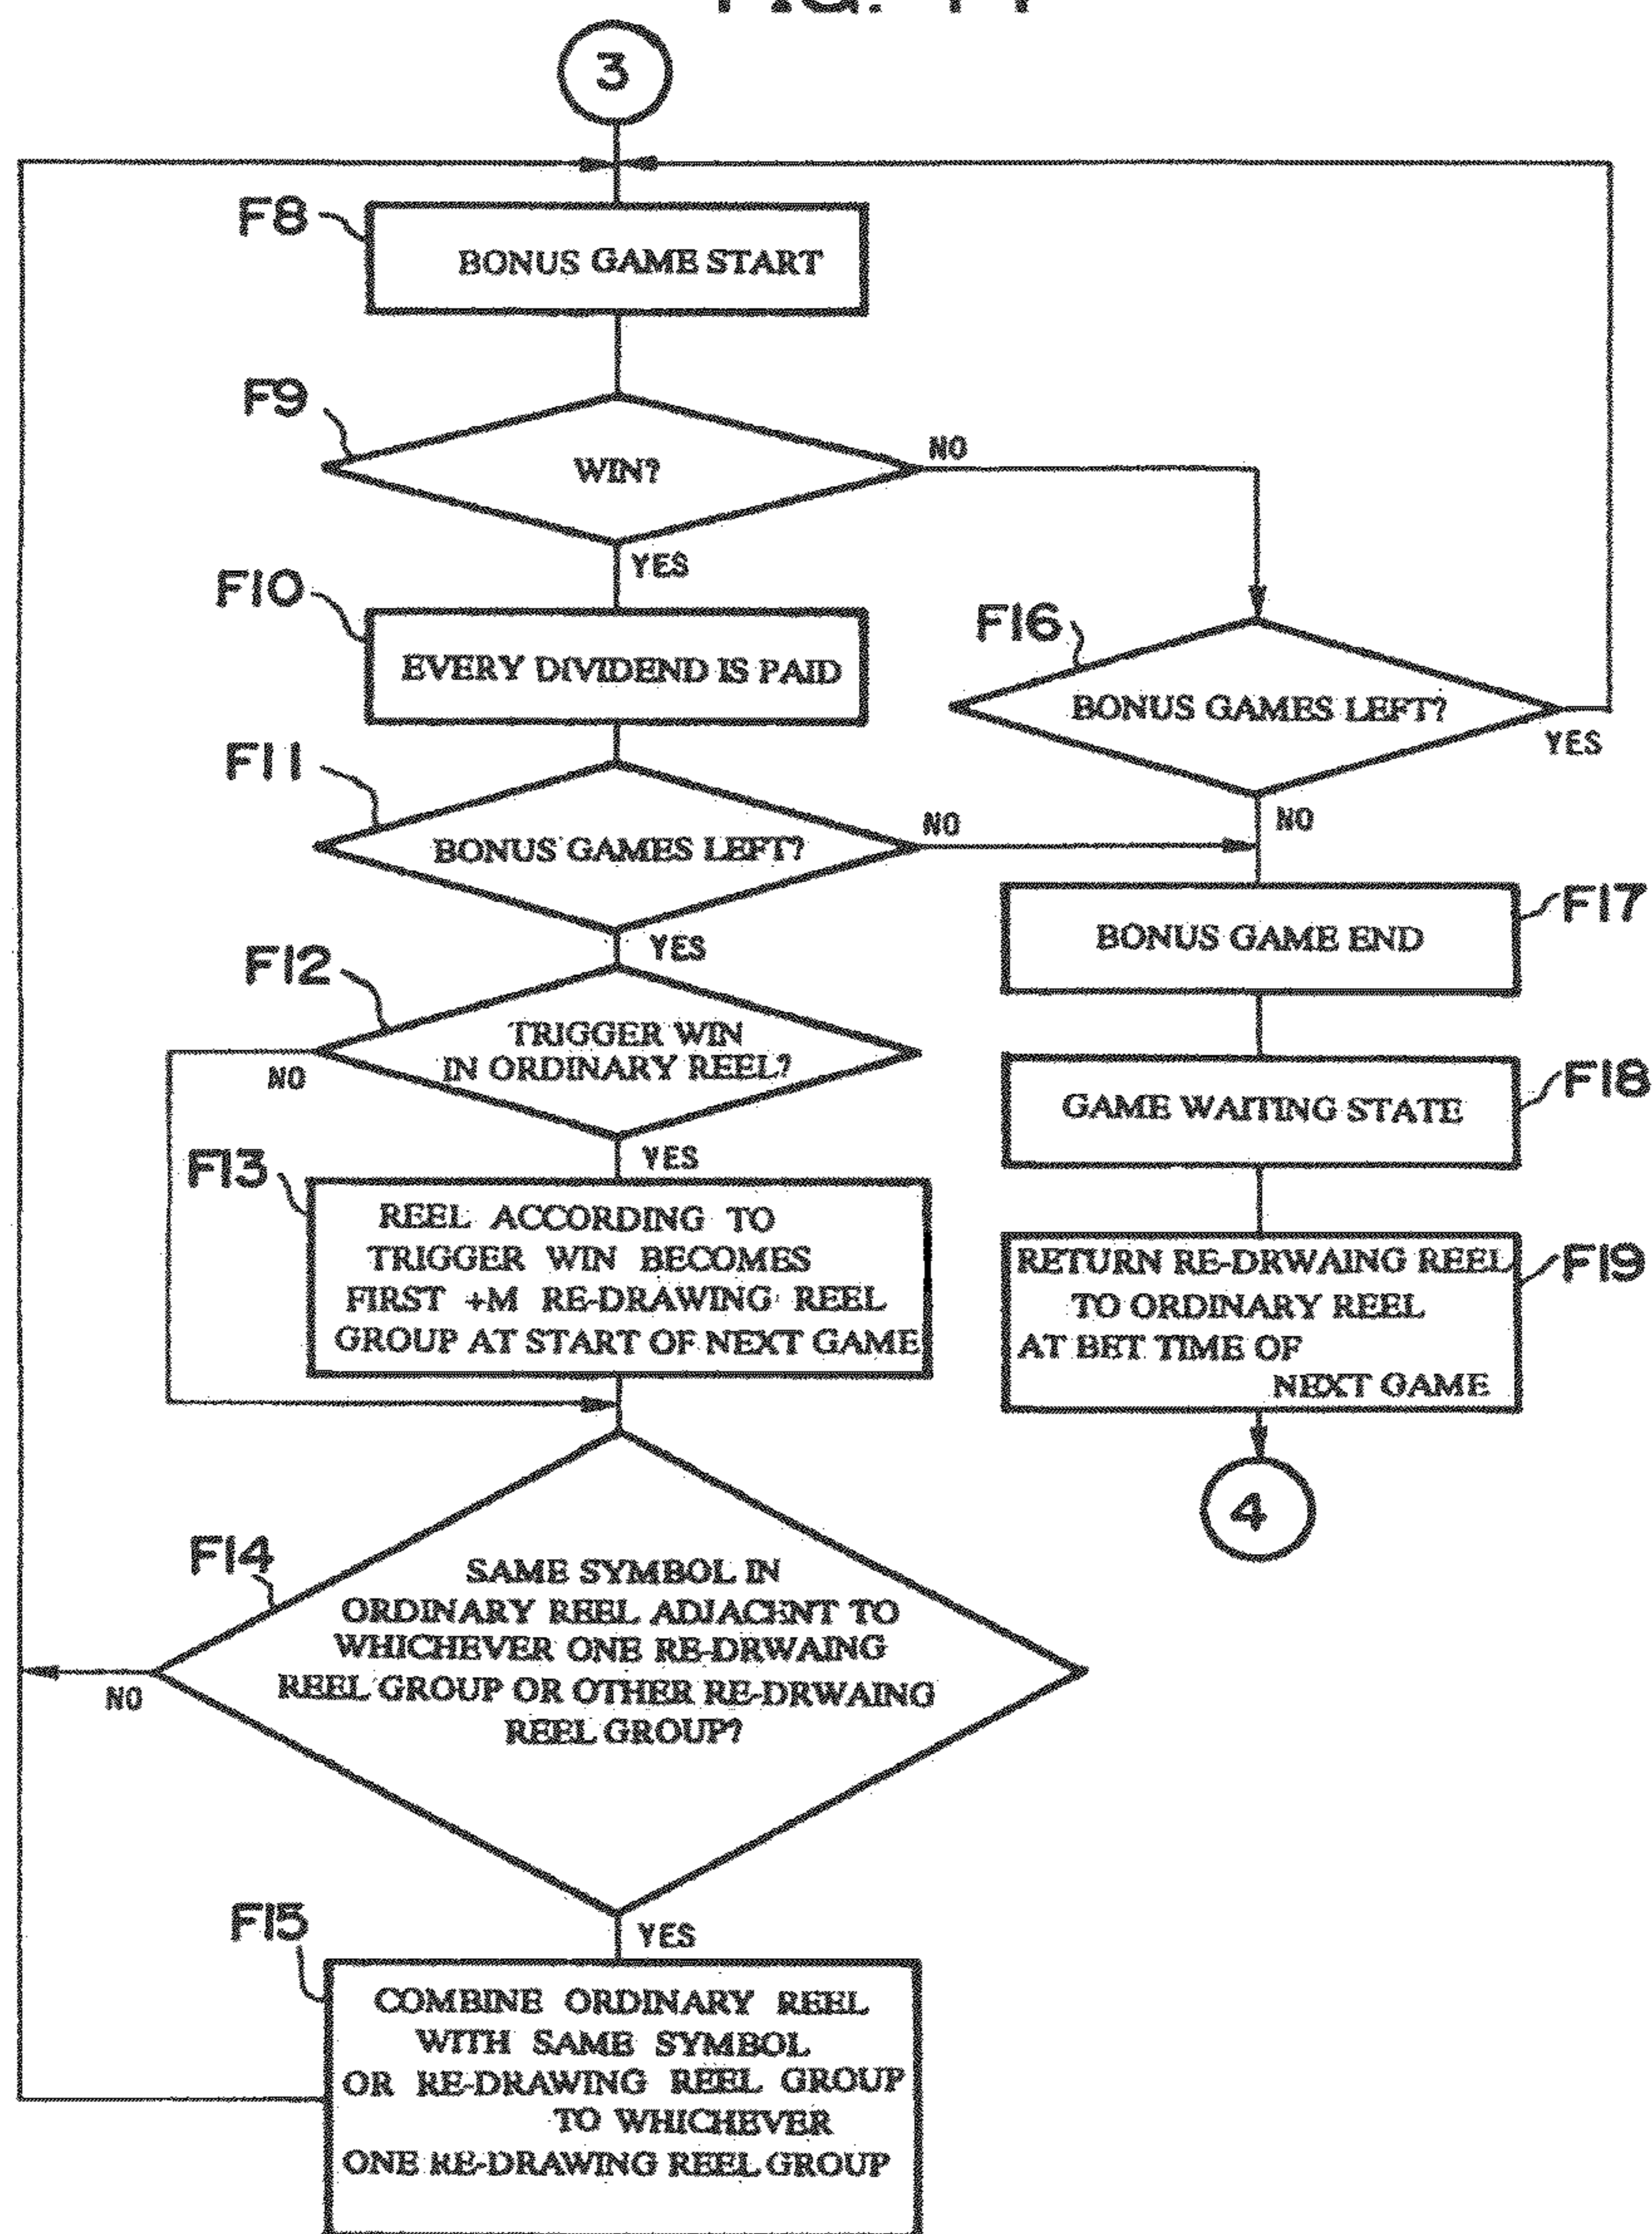 3
F8
BONUS GAME START
F9
WIN?
NO
YES
F10
EVERY DIVIDEND IS PAID
F16
BONUS GAMES LEFT?
YES
NO
F11
BONUS GAMES LEFT?
NO
YES
F17
BONUS GAME END
F12
TRIGGER WIN
IN ORDINARY REEL?
NO
YES
F18
GAME WAITING STATE
F13
REEL ACCORDING TO
TRIGGER WIN BECOMES
FIRST +M RE-DRAWING REEL
GROUP AT START OF NEXT GAME
F19
RETURN RE-DRWAING REEL
TO ORDINARY REEL
AT BET TIME OF
NEXT GAME
4
F14
SAME SYMBOL IN
ORDINARY REEL ADJACENT TO
WHICHEVER ONE RE-DRWAING
REEL GROUP OR OTHER RE-DRWAING
REEL GROUP?
NO
YES
F15
COMBINE ORDINARY REEL
WITH SAME SYMBOL
OR RE-DRAWING REEL GROUP
TO WHICHEVER
ONE RE-DRAWING REEL GROUP